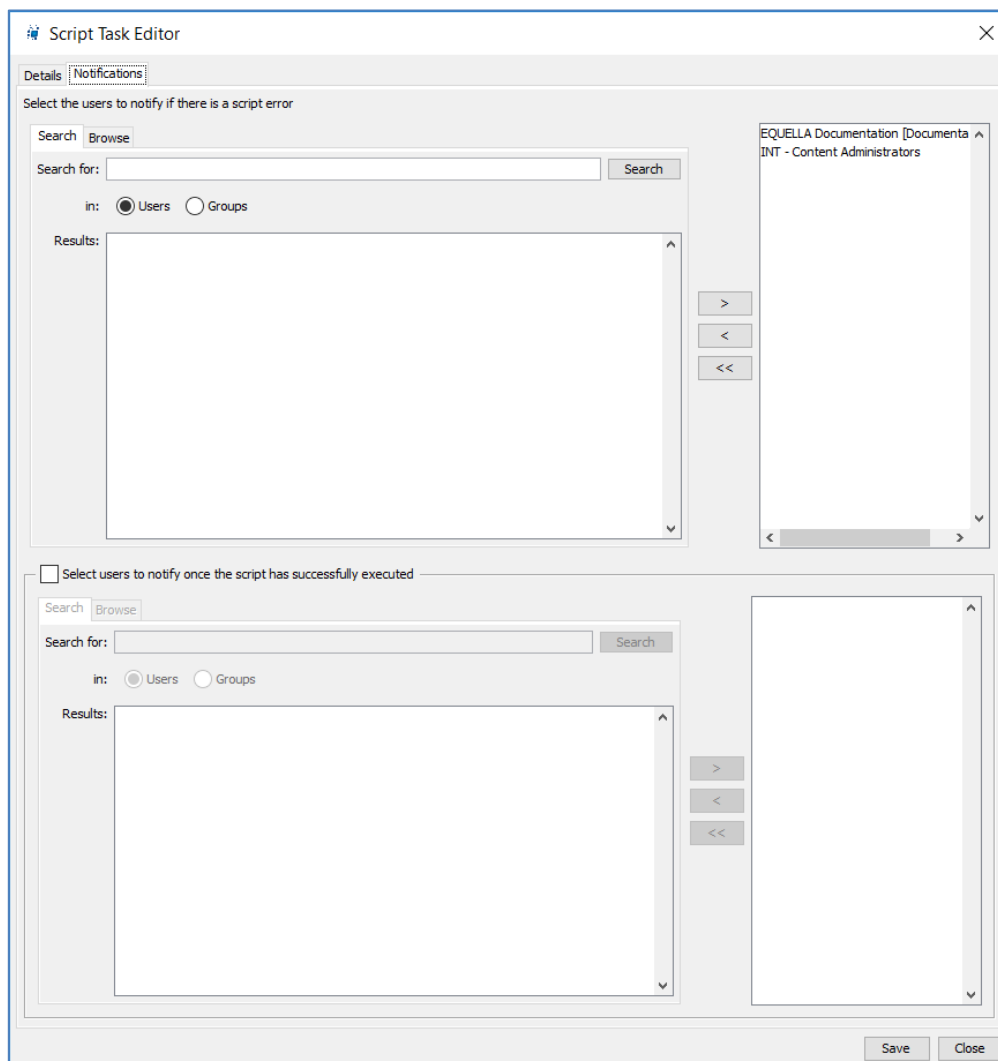 Script Task Editor
Details Notifications
Select the users to notify if there is a script error
Search Browse
Search for: Search
in: Users Groups
Results:
>
<
<<
EQUELLA Documentation [Documenta
INT - Content Administrators
Select users to notify once the script has successfully executed
Search Browse
Search for: Search
in: Users Groups
Results:
>
<
<<
Save Close